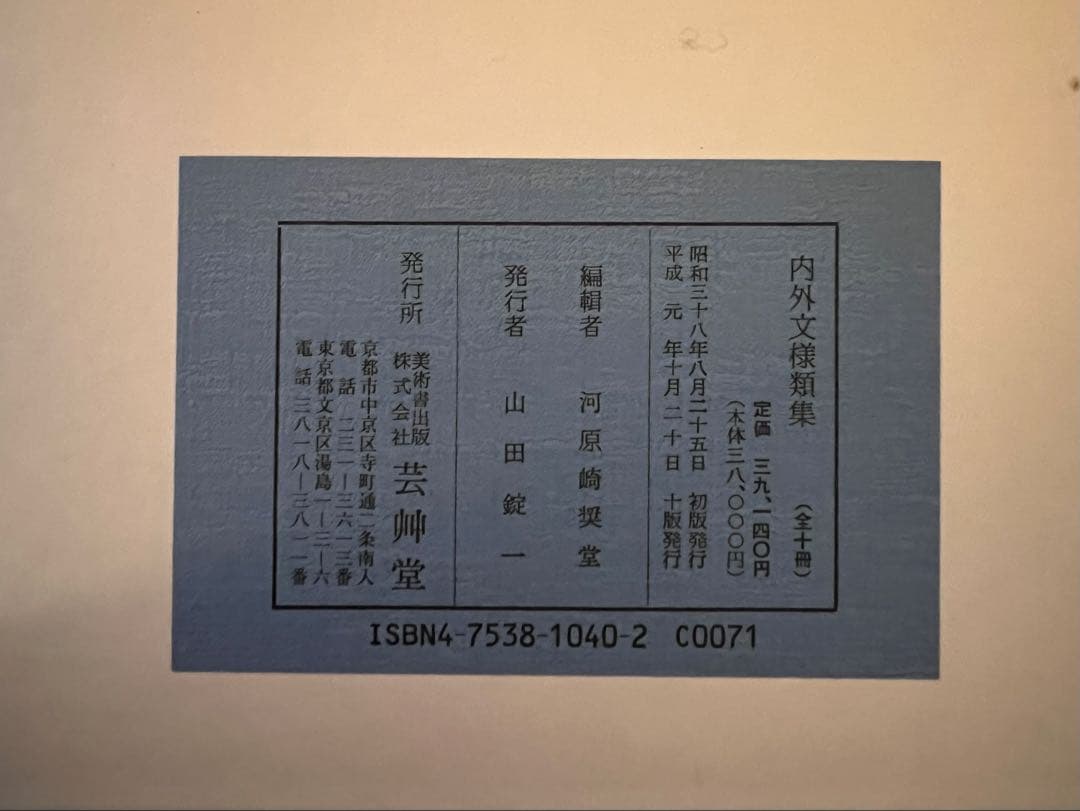 内外文様類集 (全十冊)
定価 三九、一四〇円
(本体三八、〇〇〇円)
昭和三十八年八月二十五日 初版発行
平成 元 年十月 二 十日 十版発行
編輯者 河原崎奨堂
発行者 山田錠一
発行所 美術書出版 株式会社 芸艸堂
京都市中京区寺町通二条南入
電話 二三一―三六一三番
東京都文京区湯島一―三―六
電話 三八一八―三八一一番
ISBN4-7538-1040-2 C0071